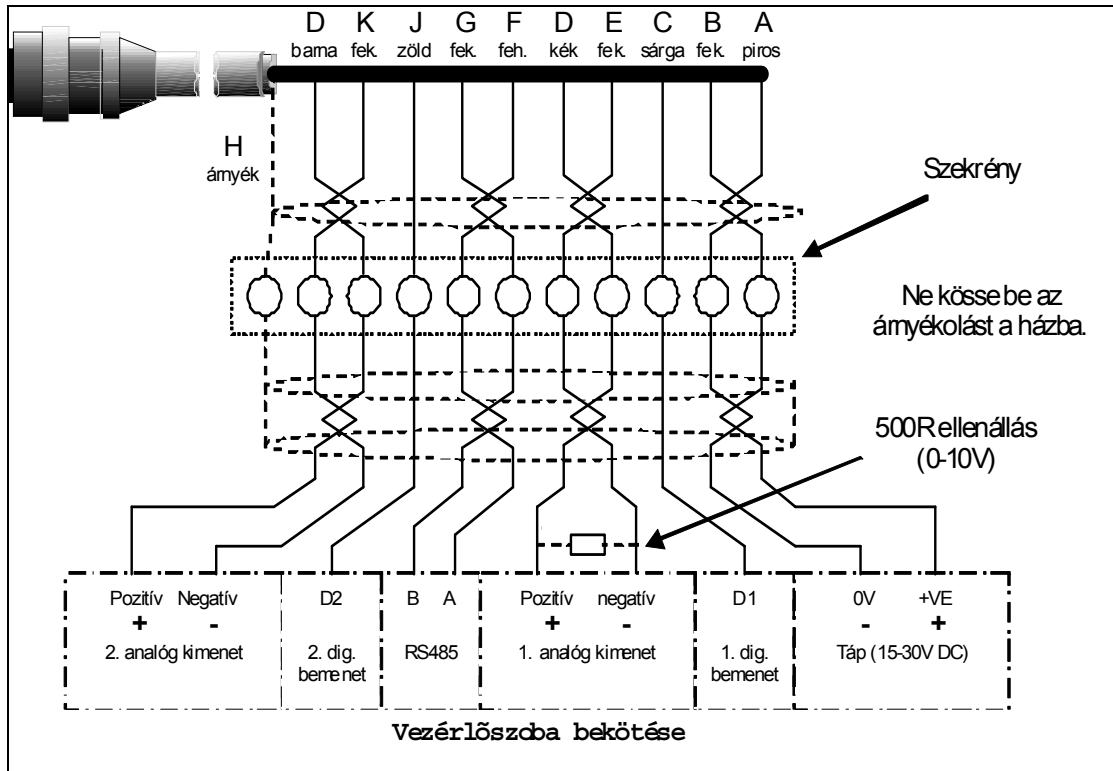 D K J G F D E C B A
barna fek. zöld fek. feh. kék fek. sárga fek. piros
H
árnyék
Szekrény
Ne kösse be az
árnyékolást a házba.
500R ellenállás
(0-10V)
Pozitív Negatív D2 B A Pozitív negatív D1 0V +VE
+ - + - - +
2. analóg kimenet 2. dig. RS485 1. analóg kimenet 1. dig. Táp (15-30V DC)
bemenet bemenet
Vezérlõszoba bekötése